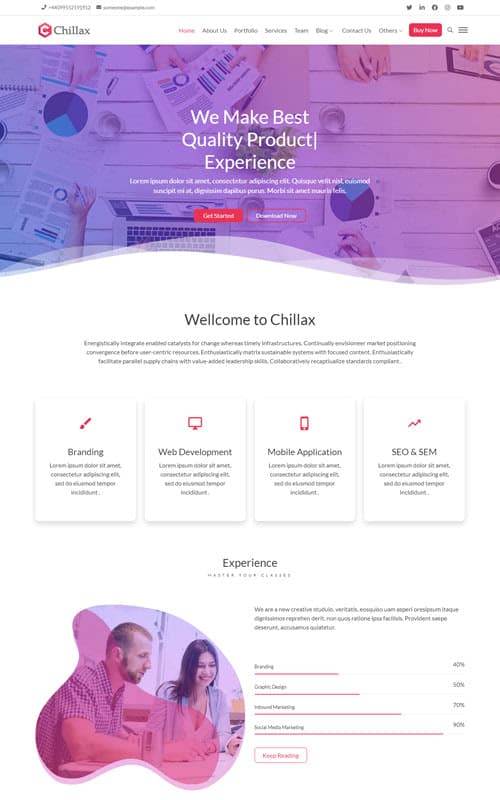 +44099552191912 someone@example.com
Chillax
Home About Us Portfolio Services Team Blog Contact Us Others Buy Now
We Make Best
Quality Product|
Experience
Lorem ipsum dolor sit amet, consectetur adipiscing elit. Quisque velit nisl, euismod
suscipit mi at, dignissim dapibus purus. Morbi sit amet mauris felis.
Get Started Download Now
Wellcome to Chillax
Energistically integrate enabled catalysts for change whereas timely infrastructures. Continually envisioneer market positioning
convergence before user-centric resources. Enthusiastically matrix sustainable systems with focused content. Enthusiastically
facilitate parallel supply chains with value-added leadership skills. Collaboratively recaptiualize standards compliant .
Branding
Lorem ipsum dolor sit amet,
consectetur adipiscing elit,
sed do eiusmod tempor
incididunt .
Web Development
Lorem ipsum dolor sit amet,
consectetur adipiscing elit,
sed do eiusmod tempor
incididunt .
Mobile Application
Lorem ipsum dolor sit amet,
consectetur adipiscing elit,
sed do eiusmod tempor
incididunt .
SEO & SEM
Lorem ipsum dolor sit amet,
consectetur adipiscing elit,
sed do eiusmod tempor
incididunt .
Experience
MASTER YOUR CLASSES
We are a new creative studuio. veritatis, eosquiso uam asperi oresipsum itaque
dignissimos reprehen derit, non quos ratione ipsa facilisis. Provident saepe
deserunt, accusamus quiatetur.
Branding 40%
Graphic Design 50%
Inbound Marketing 70%
Social Media Marketing 90%
Keep Reading